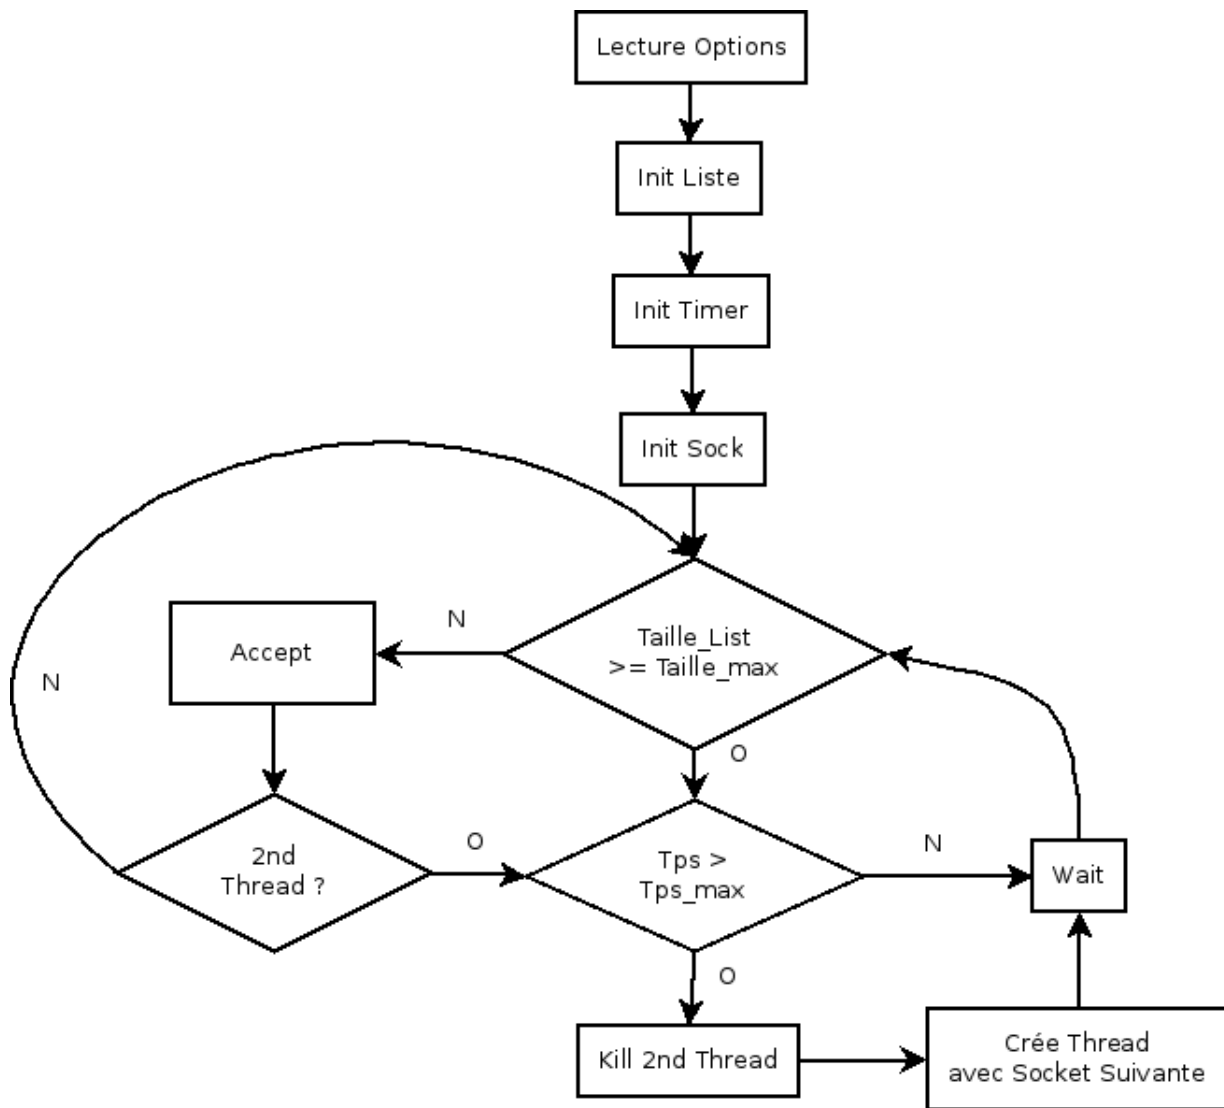 Lecture Options
Init Liste
Init Timer
Init Sock
Taille_List
>= Taille_max
N
Accept
N
O
2nd
Thread ?
O
Tps >
Tps_max
N
Wait
O
Kill 2nd Thread
Crée Thread
avec Socket Suivante